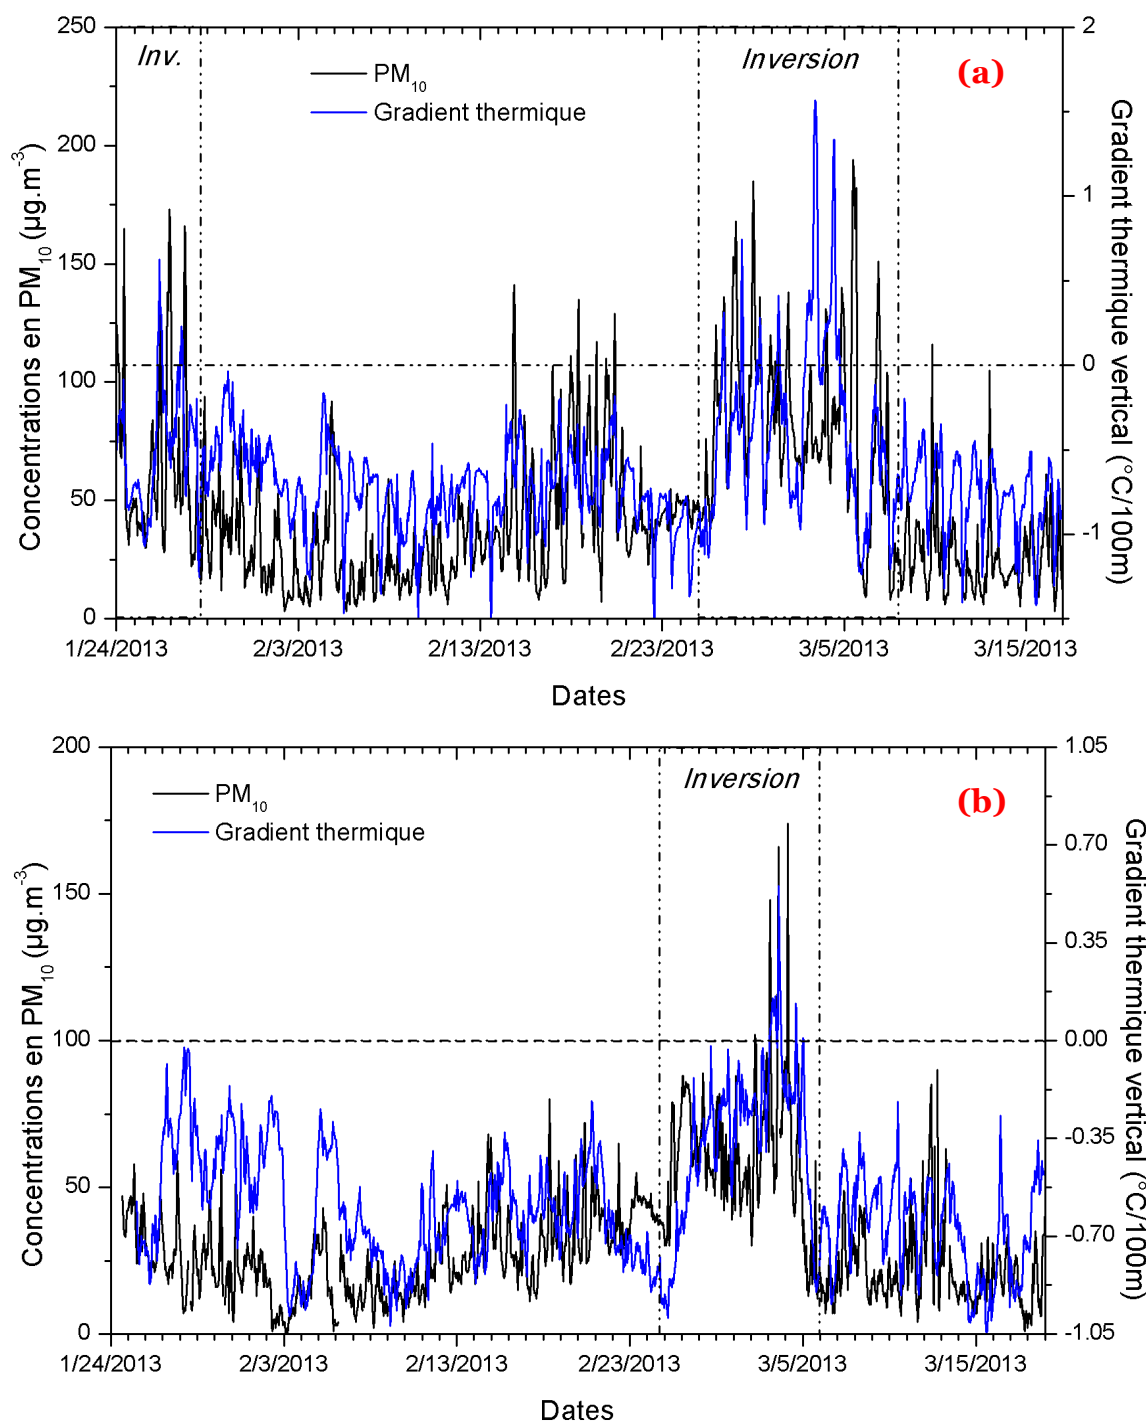 250
200
150
100
50
0
Concentrations en PM10 (µg.m-3)
Inv.
PM10
Gradient thermique
Inversion
(a)
2
1
0
-1
Gradient thermique vertical (°C/100m)
1/24/2013 2/3/2013 2/13/2013 2/23/2013 3/5/2013 3/15/2013
Dates
200
150
100
50
0
Concentrations en PM10 (µg.m-3)
PM10
Gradient thermique
Inversion
(b)
1.05
0.70
0.35
0.00
-0.35
-0.70
-1.05
Gradient thermique vertical (°C/100m)
1/24/2013 2/3/2013 2/13/2013 2/23/2013 3/5/2013 3/15/2013
Dates